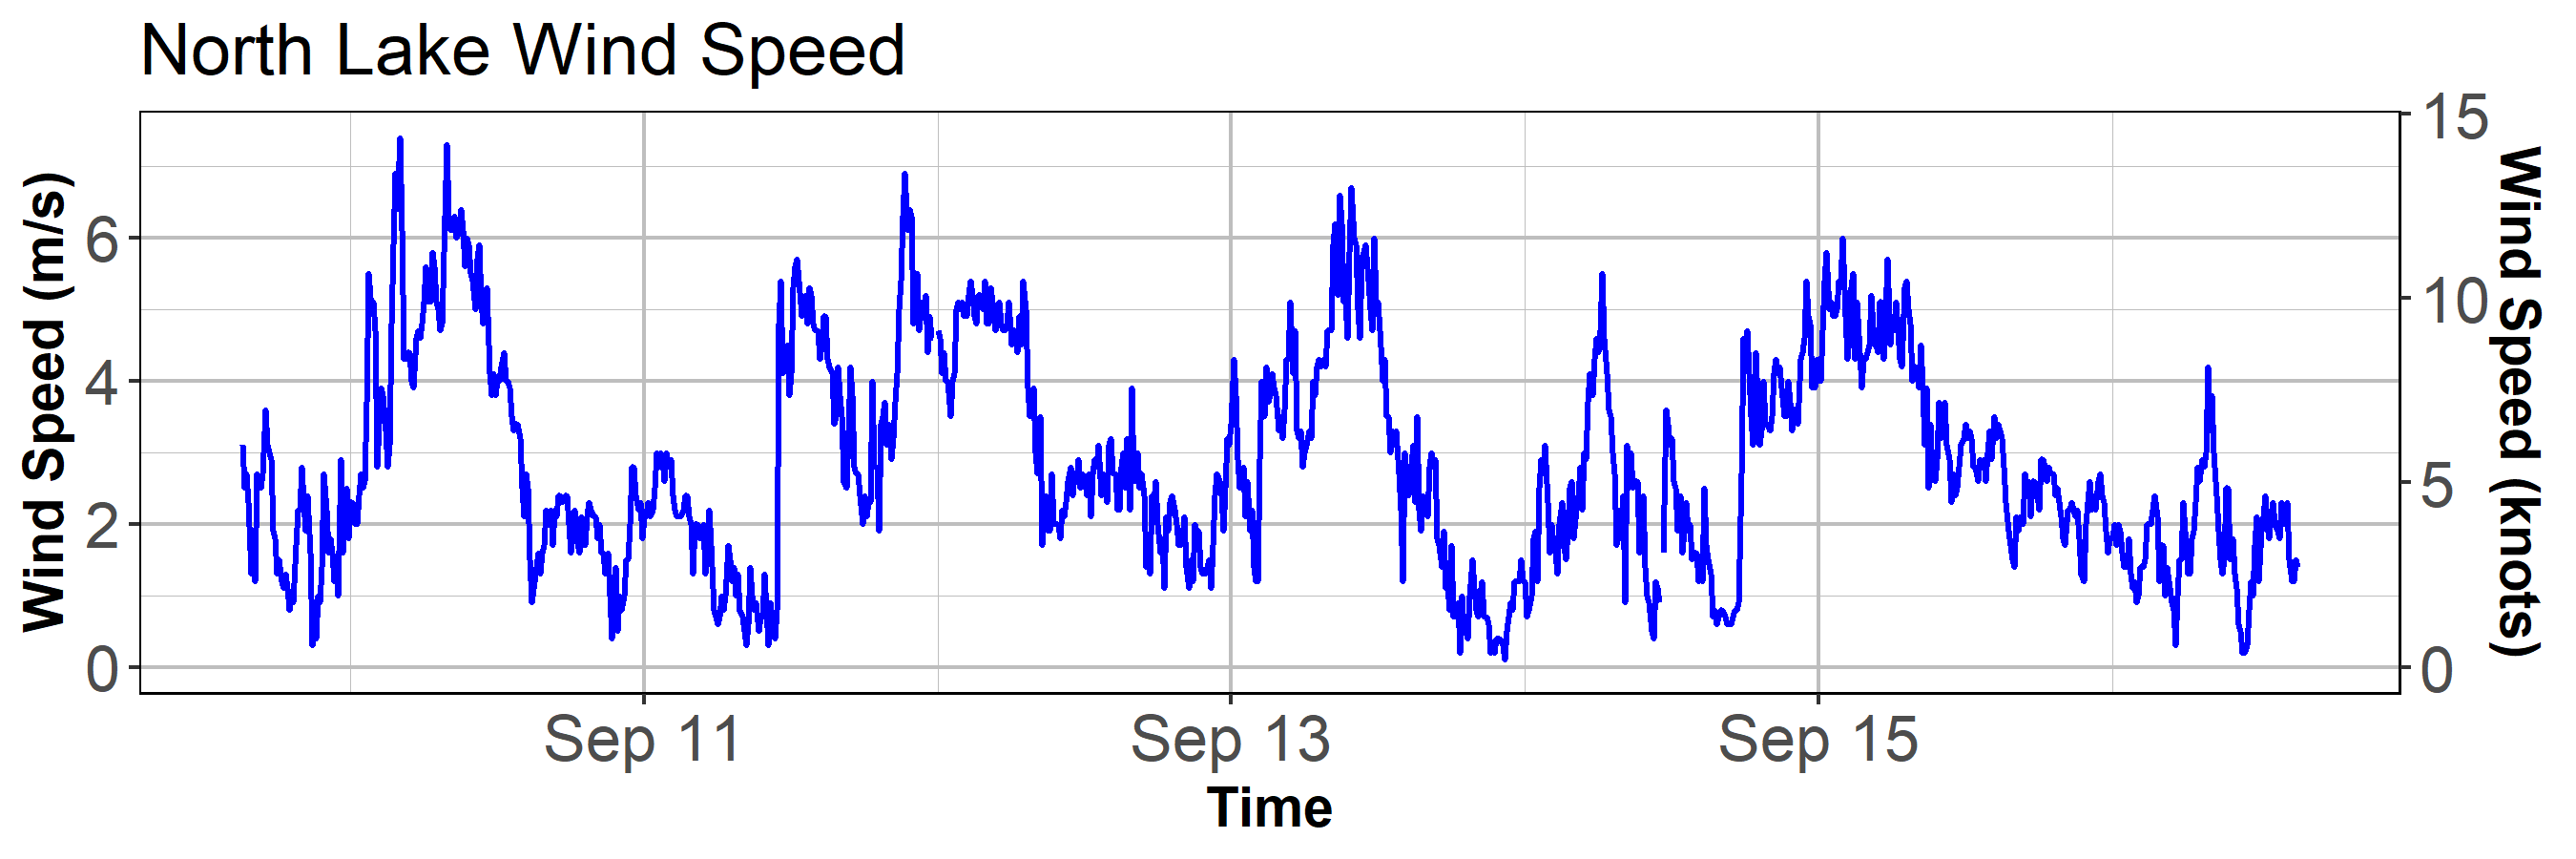 North Lake Wind Speed
Wind Speed (m/s)
6
4
2
0
15
10
5
0
Wind Speed (knots)
Sep 11
Sep 13
Sep 15
Time